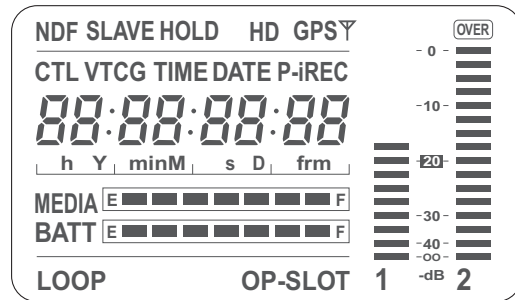 NDF SLAVE HOLD HD GPS
OVER
CTL VTCG TIME DATE P-iREC
88:88:88:88
h Y minM s D frm
MEDIA E F
BATT E F
LOOP OP-SLOT
0
-10-
-20-
-30-
-40-
-∞-
1 -dB 2